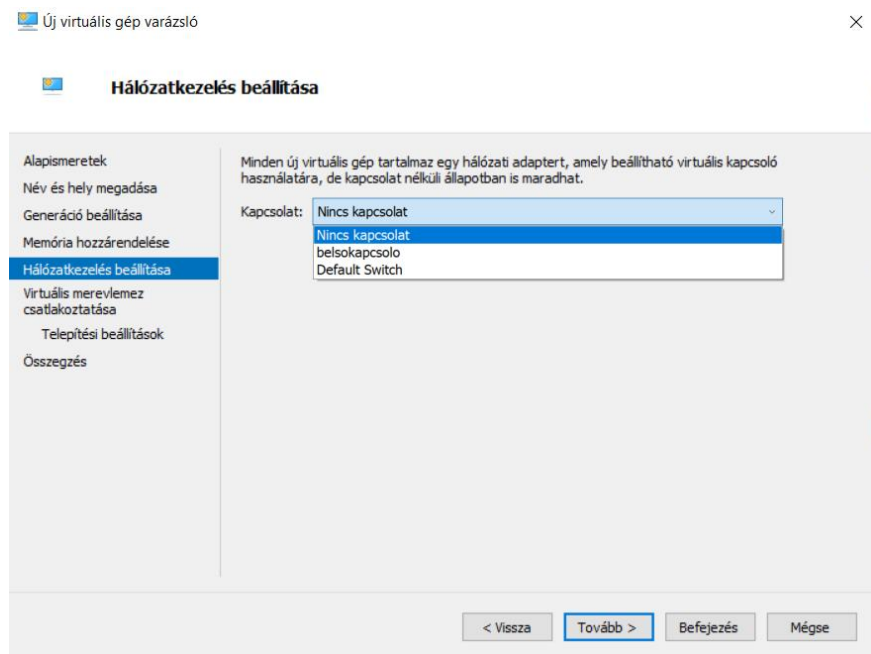 Új virtuális gép varázsló
Hálózatkezelés beállítása
Alapismeretek
Név és hely megadása
Generáció beállítása
Memória hozzárendelése
Hálózatkezelés beállítása
Virtuális merevlemez
csatlakoztatása
Telepítési beállítások
Összegzés
Minden új virtuális gép tartalmaz egy hálózati adaptert, amely beállítható virtuális kapcsoló
használatára, de kapcsolat nélküli állapotban is maradhat.
Kapcsolat: Nincs kapcsolat
Nincs kapcsolat
belsokapcsolo
Default Switch
< Vissza Tovább > Befejezés Mégse